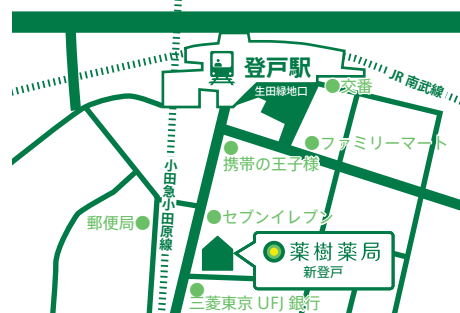 登戸駅
生田緑地口
JR 南武線
交番
ファミリーマート
携帯の王子様
小田急小田原線
郵便局
セブンイレブン
薬樹薬局
新登戸
三菱東京 UFJ 銀行